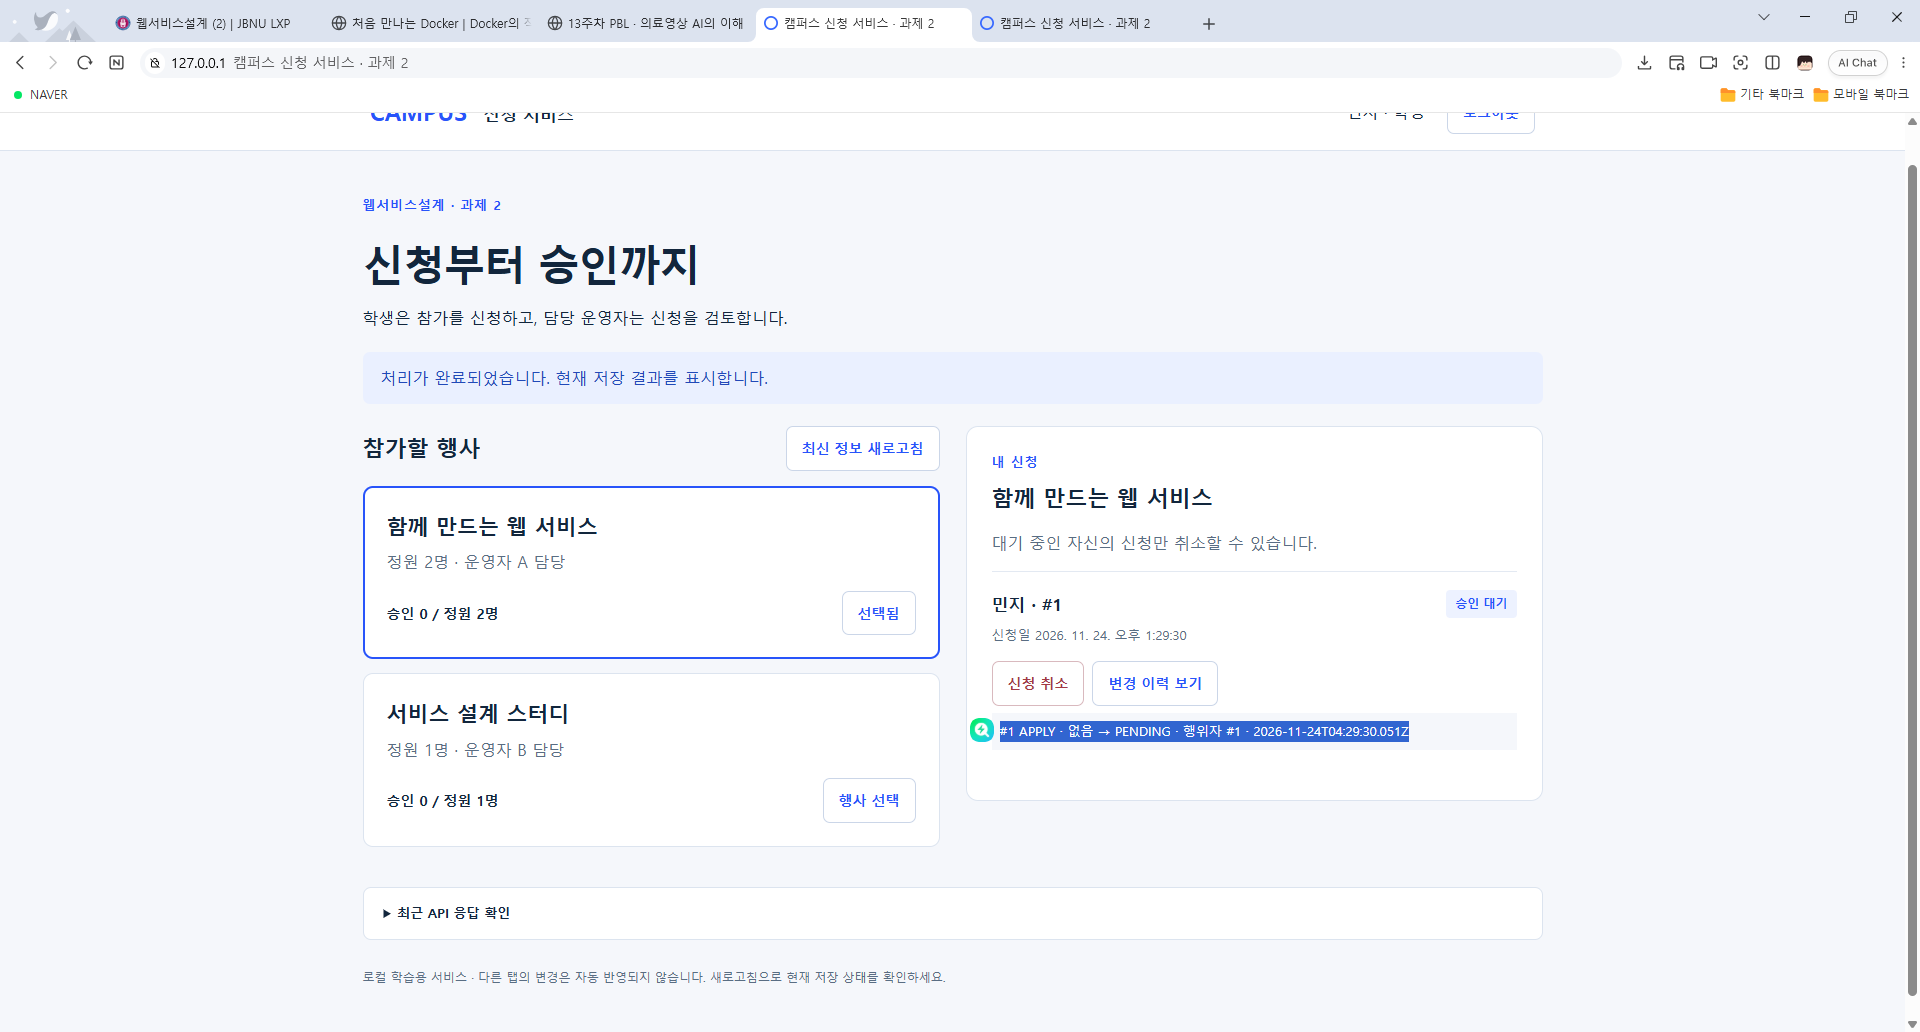 웹서비스설계 (2) | JBNU LXP
처음 만나는 Docker | Docker의
13주차 PBL · 의료영상 AI의 이해
캠퍼스 신청 서비스 · 과제 2
캠퍼스 신청 서비스 · 과제 2
127.0.0.1 캠퍼스 신청 서비스 · 과제 2
AI Chat
NAVER
기타 북마크
모바일 북마크
CAMPUS 신청 서비스
민지 · 학생
로그아웃
웹서비스설계 · 과제 2
신청부터 승인까지
학생은 참가를 신청하고, 담당 운영자는 신청을 검토합니다.
처리가 완료되었습니다. 현재 저장 결과를 표시합니다.
참가할 행사
최신 정보 새로고침
함께 만드는 웹 서비스
정원 2명 · 운영자 A 담당
승인 0 / 정원 2명
선택됨
서비스 설계 스터디
정원 1명 · 운영자 B 담당
승인 0 / 정원 1명
행사 선택
내 신청
함께 만드는 웹 서비스
대기 중인 자신의 신청만 취소할 수 있습니다.
민지 · #1
승인 대기
신청일 2026. 11. 24. 오후 1:29:30
신청 취소
변경 이력 보기
#1 APPLY · 없음 → PENDING · 행위자 #1 · 2026-11-24T04:29:30.051Z
▶ 최근 API 응답 확인
로컬 학습용 서비스 · 다른 탭의 변경은 자동 반영되지 않습니다. 새로고침으로 현재 저장 상태를 확인하세요.